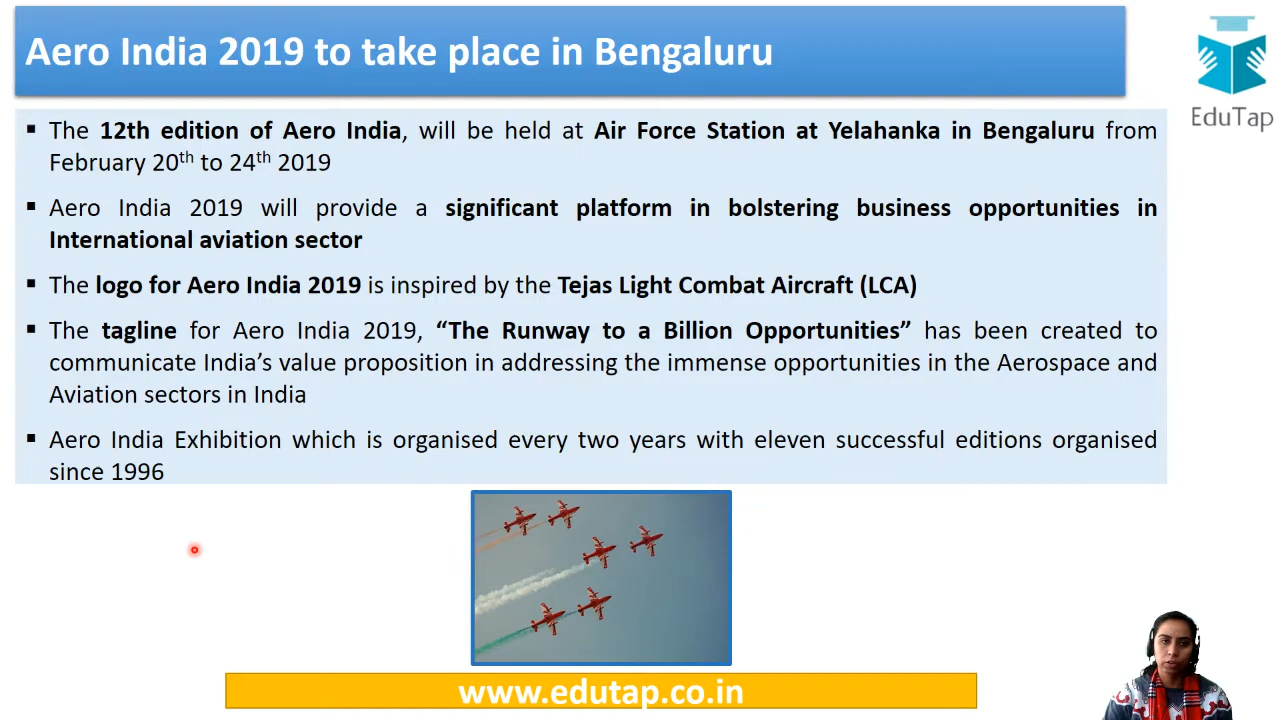 Aero India 2019 to take place in Bengaluru
EduTap
▪ The 12th edition of Aero India, will be held at Air Force Station at Yelahanka in Bengaluru from
February 20th to 24th 2019
▪ Aero India 2019 will provide a significant platform in bolstering business opportunities in
International aviation sector
▪ The logo for Aero India 2019 is inspired by the Tejas Light Combat Aircraft (LCA)
▪ The tagline for Aero India 2019, “The Runway to a Billion Opportunities” has been created to
communicate India’s value proposition in addressing the immense opportunities in the Aerospace and
Aviation sectors in India
▪ Aero India Exhibition which is organised every two years with eleven successful editions organised
since 1996
www.edutap.co.in